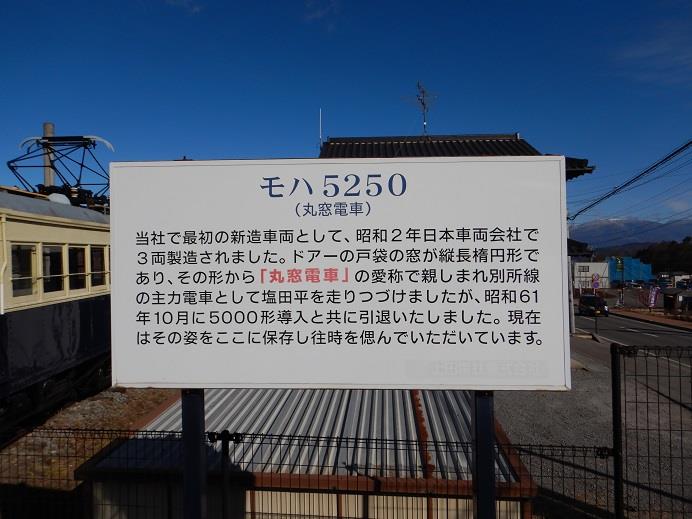 モハ5250
(丸窓電車)
当社で最初の新造車両として、昭和2年日本車両会社で
3両製造されました。ドアーの戸袋の窓が縦長楕円形で
あり、その形から「丸窓電車」の愛称で親しまれ別所線
の主力電車として塩田平を走りつづけましたが、昭和61
年10月に5000形導入と共に引退いたしました。現在
はその姿をここに保存し往時を偲んでいただいています。